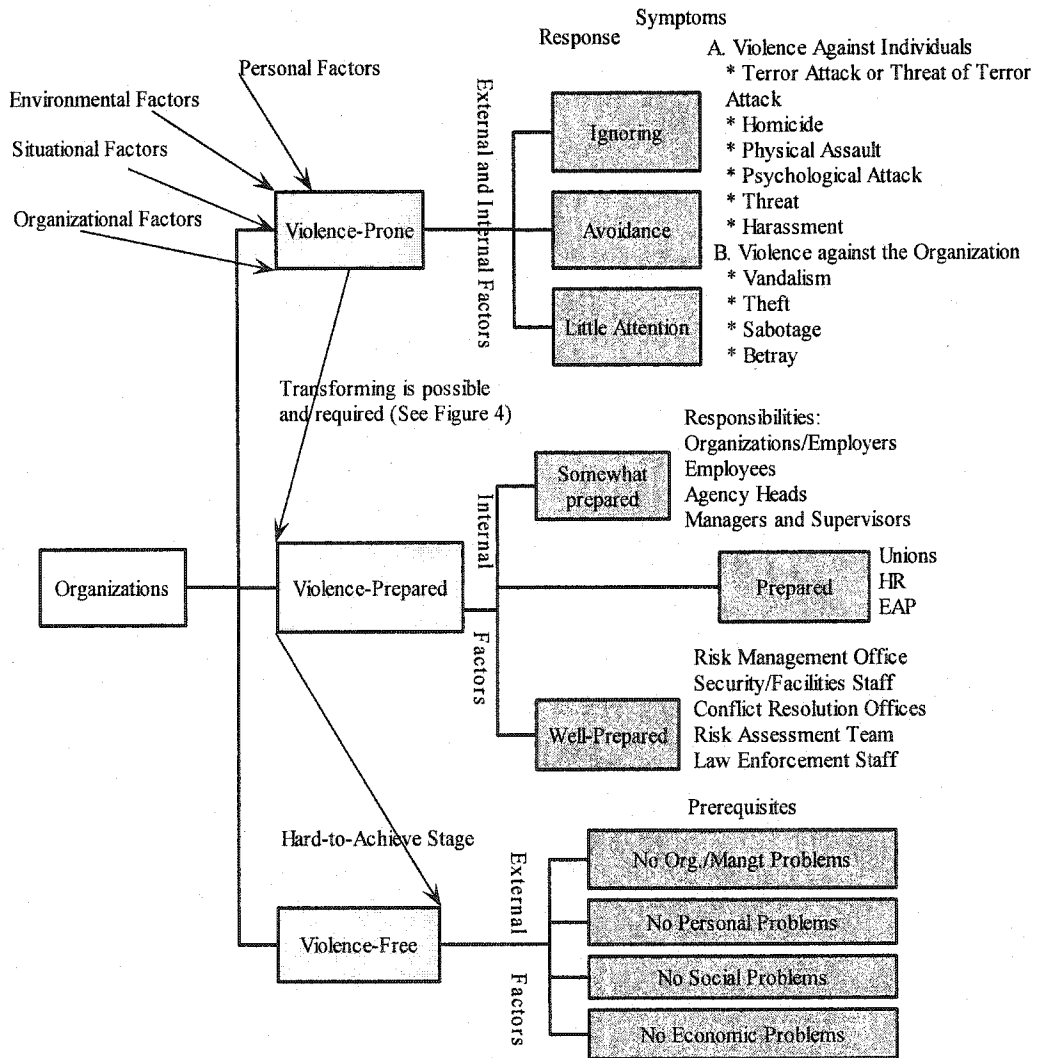 Symptoms
Response
A. Violence Against Individuals
* Terror Attack or Threat of Terror
Attack
* Homicide
* Physical Assault
* Psychological Attack
* Threat
* Harassment
B. Violence against the Organization
* Vandalism
* Theft
* Sabotage
* Betray
Personal Factors
Environmental Factors
Situational Factors
Organizational Factors
Violence-Prone
External and Internal Factors
Ignoring
Avoidance
Little Attention
Transforming is possible
and required (See Figure 4)
Responsibilities:
Organizations/Employers
Employees
Agency Heads
Managers and Supervisors
Somewhat
prepared
Internal
Factors
Organizations
Violence-Prepared
Prepared
Unions
HR
EAP
Well-Prepared
Risk Management Office
Security/Facilities Staff
Conflict Resolution Offices
Risk Assessment Team
Law Enforcement Staff
Hard-to-Achieve Stage
Prerequisites
Violence-Free
External
Factors
No Org./Mangt Problems
No Personal Problems
No Social Problems
No Economic Problems